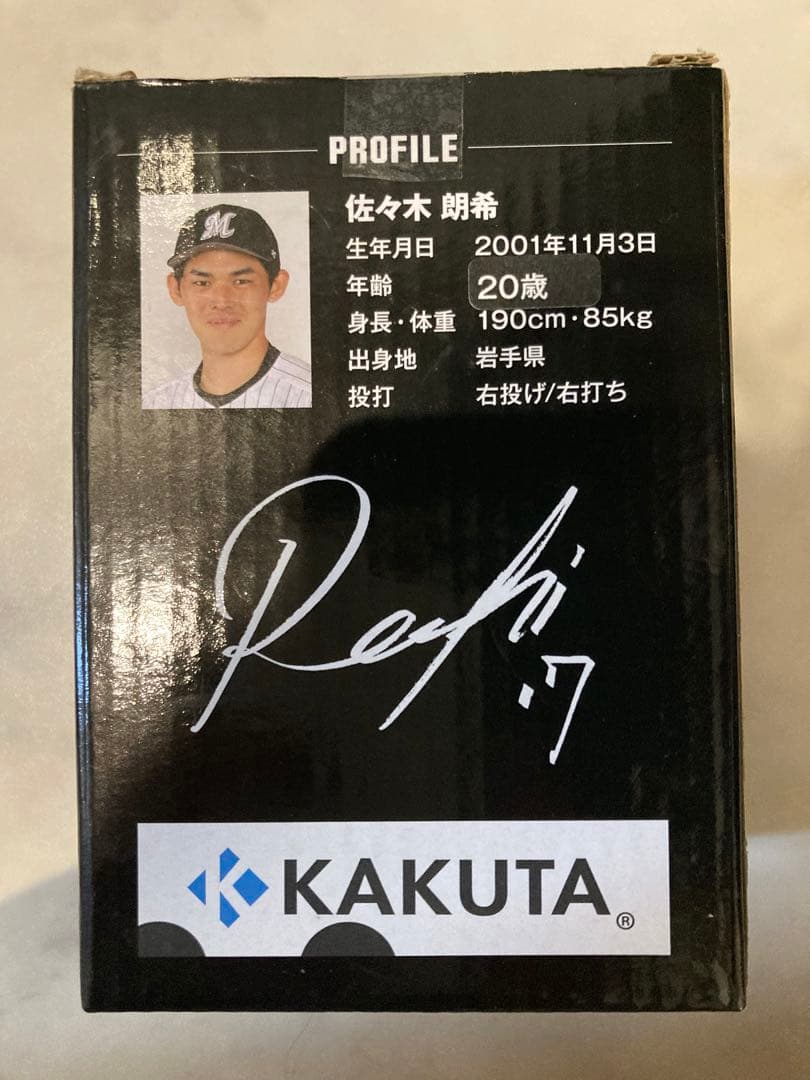 PROFILE
佐々木 朗希
生年月日 2001年11月3日
年齢 20歳
身長・体重 190cm・85kg
出身地 岩手県
投打 右投げ/右打ち
M
Roki
17
KAKUTA®